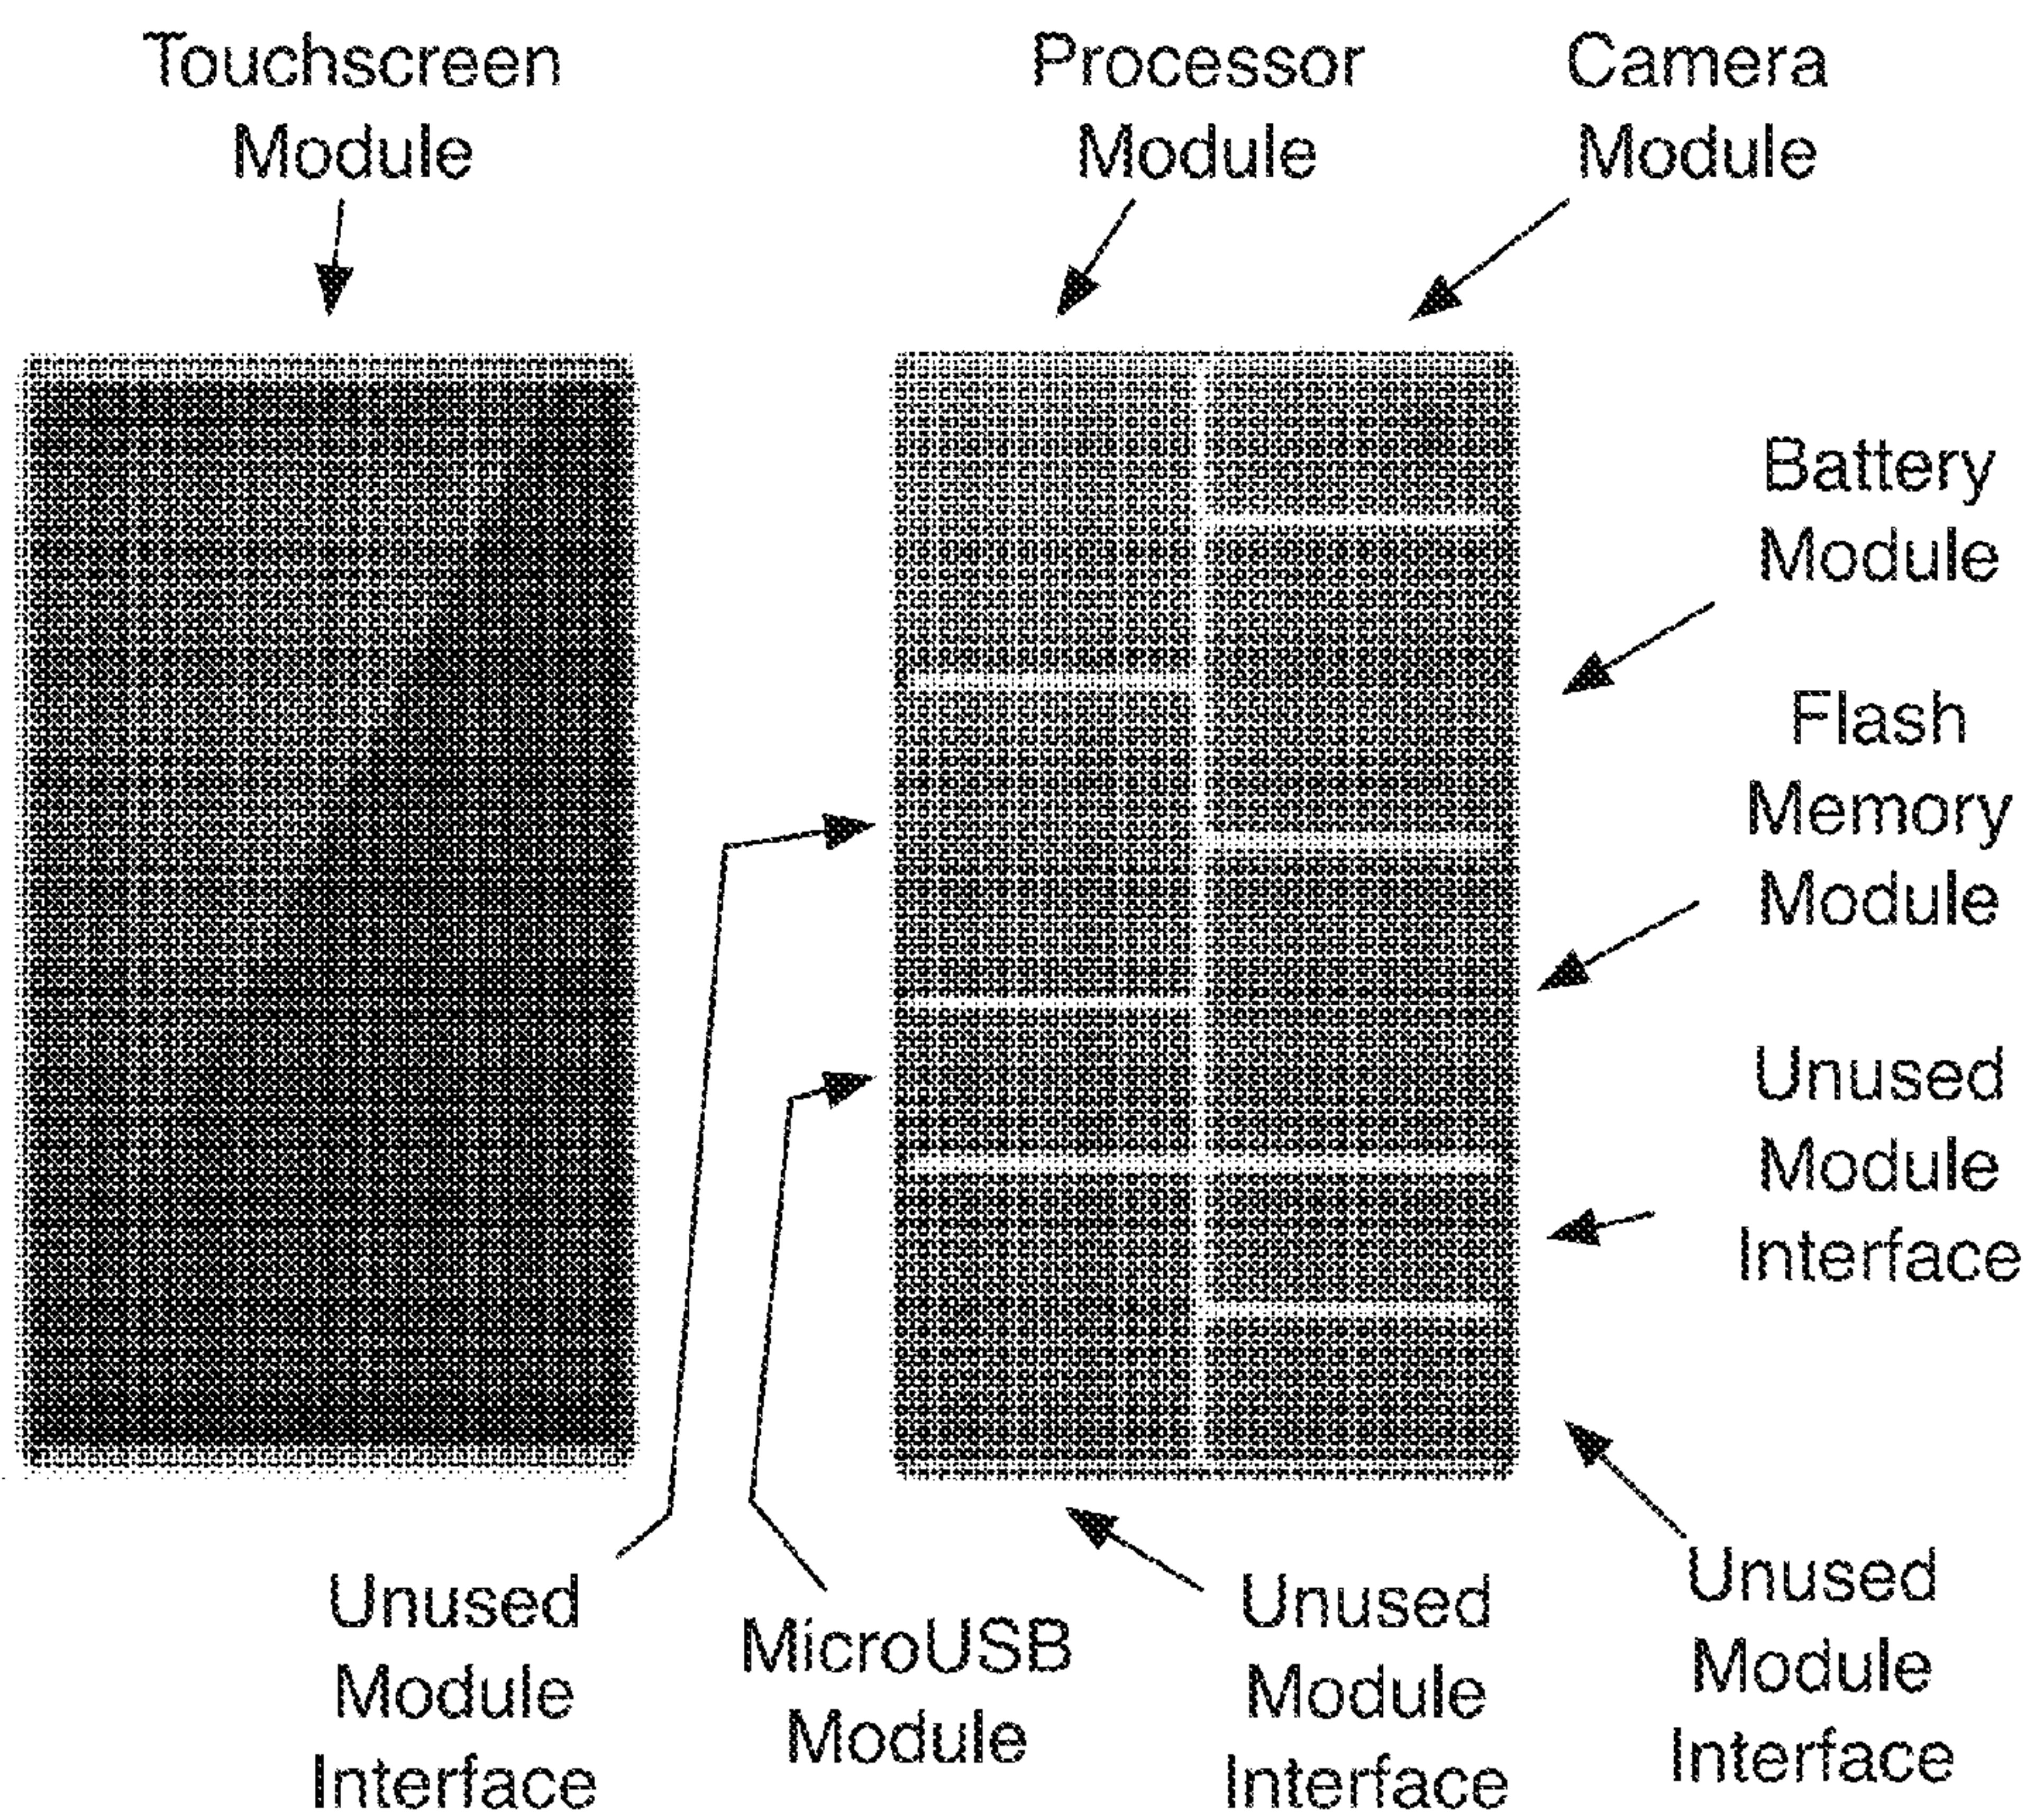 Touchscreen
Module
Processor
Module
Camera
Module
Battery
Module
Flash
Memory
Module
Unused
Module
Interface
Unused
Module
Interface
MicroUSB
Module
Unused
Module
Interface
Unused
Module
Interface